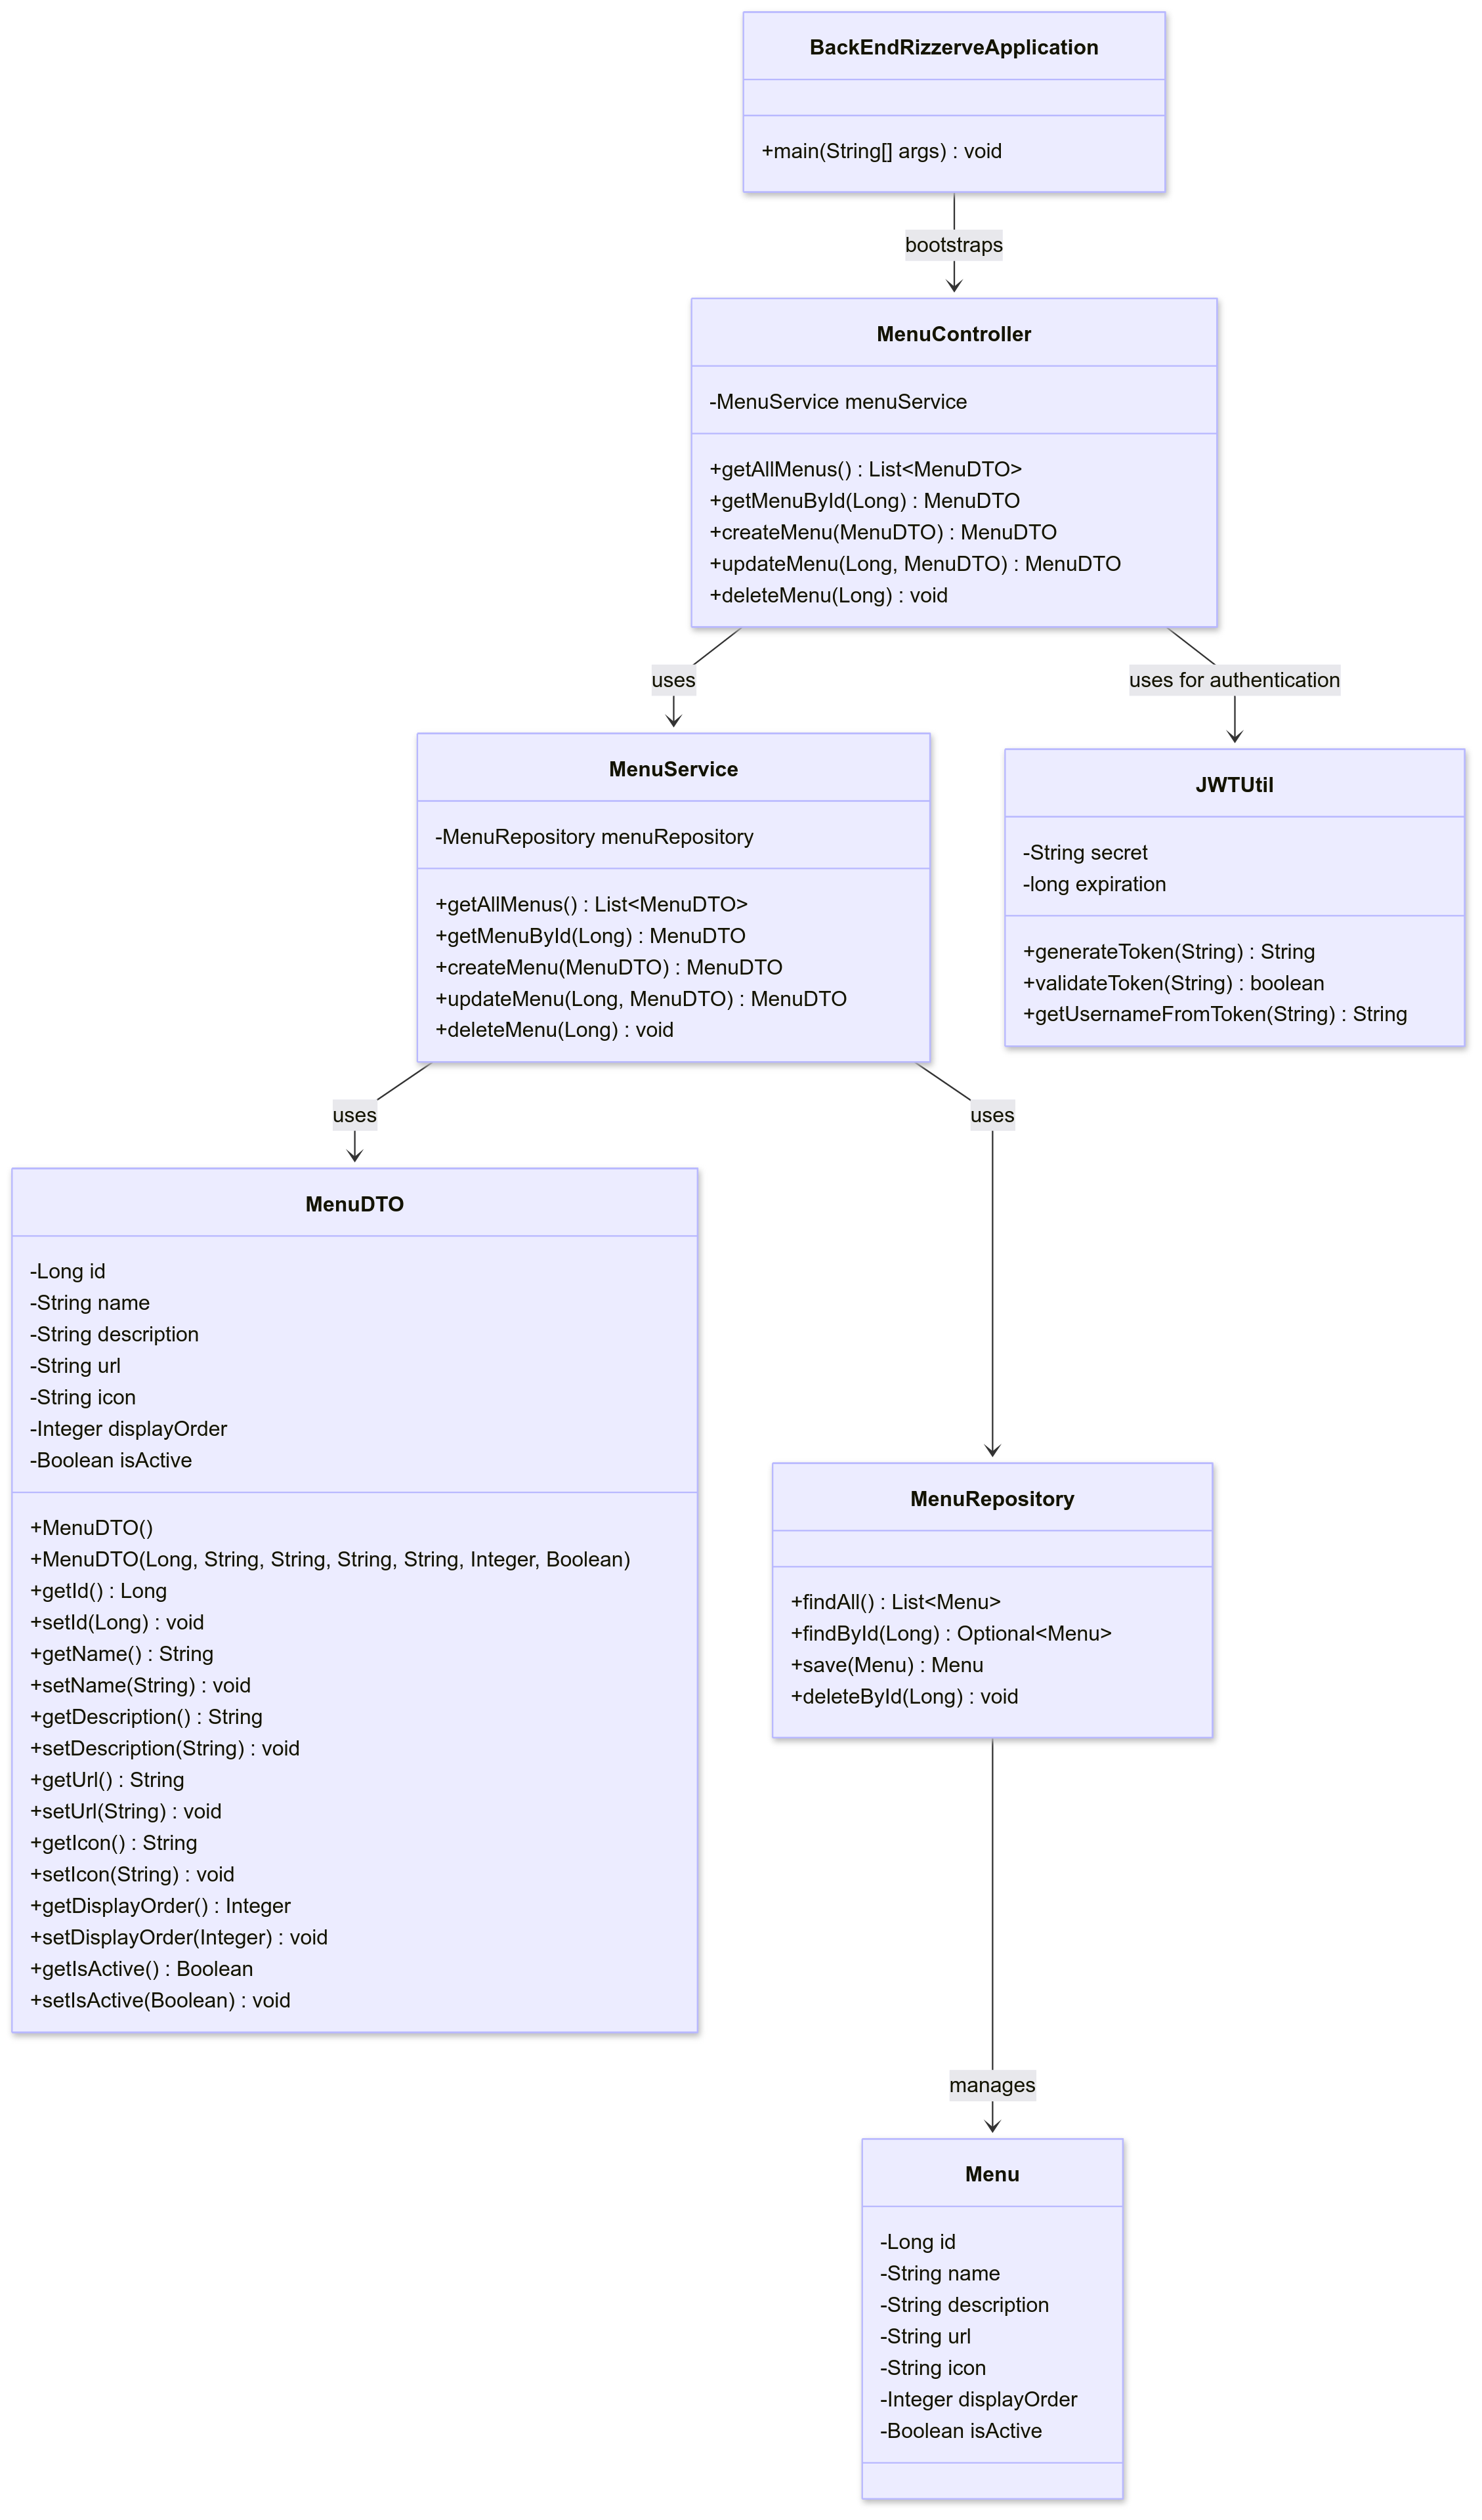 BackEndRizzerveApplication
+main(String[] args) : void
bootstraps
MenuController
-MenuService menuService
+getAllMenus() : List<MenuDTO>
+getMenuById(Long) : MenuDTO
+createMenu(MenuDTO) : MenuDTO
+updateMenu(Long, MenuDTO) : MenuDTO
+deleteMenu(Long) : void
uses
uses for authentication
MenuService
-MenuRepository menuRepository
+getAllMenus() : List<MenuDTO>
+getMenuById(Long) : MenuDTO
+createMenu(MenuDTO) : MenuDTO
+updateMenu(Long, MenuDTO) : MenuDTO
+deleteMenu(Long) : void
JWTUtil
-String secret
-long expiration
+generateToken(String) : String
+validateToken(String) : boolean
+getUsernameFromToken(String) : String
uses
uses
MenuDTO
-Long id
-String name
-String description
-String url
-String icon
-Integer displayOrder
-Boolean isActive
+MenuDTO()
+MenuDTO(Long, String, String, String, String, Integer, Boolean)
+getId() : Long
+setId(Long) : void
+getName() : String
+setName(String) : void
+getDescription() : String
+setDescription(String) : void
+getUrl() : String
+setUrl(String) : void
+getIcon() : String
+setIcon(String) : void
+getDisplayOrder() : Integer
+setDisplayOrder(Integer) : void
+getIsActive() : Boolean
+setIsActive(Boolean) : void
MenuRepository
+findAll() : List<Menu>
+findById(Long) : Optional<Menu>
+save(Menu) : Menu
+deleteById(Long) : void
manages
Menu
-Long id
-String name
-String description
-String url
-String icon
-Integer displayOrder
-Boolean isActive